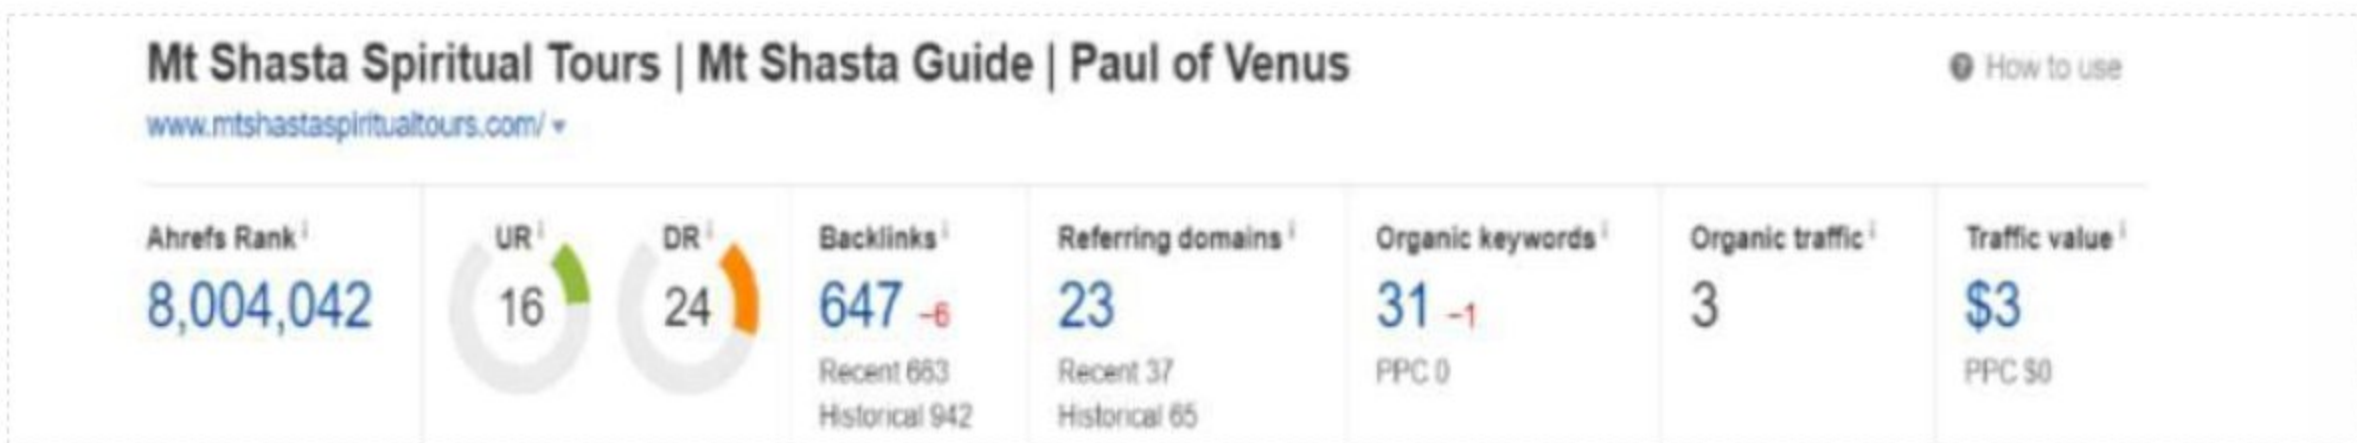 Mt Shasta Spiritual Tours | Mt Shasta Guide | Paul of Venus
How to use
www.mtshastaspiritualtours.com/
Ahrefs Rank UR DR Backlinks Referring domains Organic keywords Organic traffic Traffic value
8,004,042 16 24 647 -6 23 31 -1 3 $3
Recent 663 Recent 37 PPC 0 PPC $0
Historical 942 Historical 65